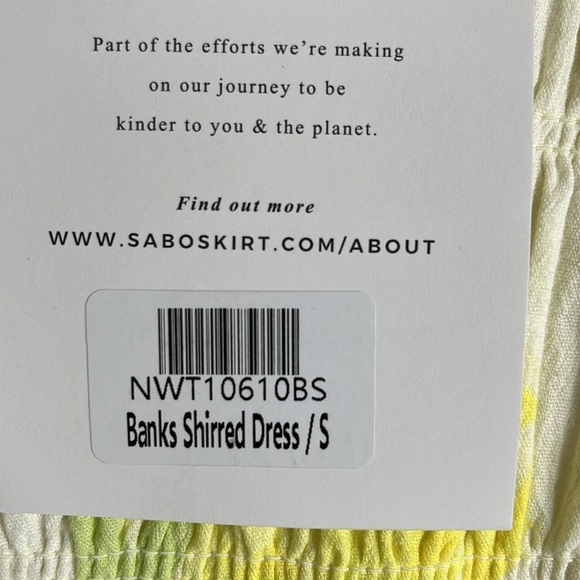 Part of the efforts we're making
on our journey to be
kinder to you & the planet.
Find out more
WWW.SABOSKIRT.COM/ABOUT
NWT10610BS
Banks Shirred Dress / S